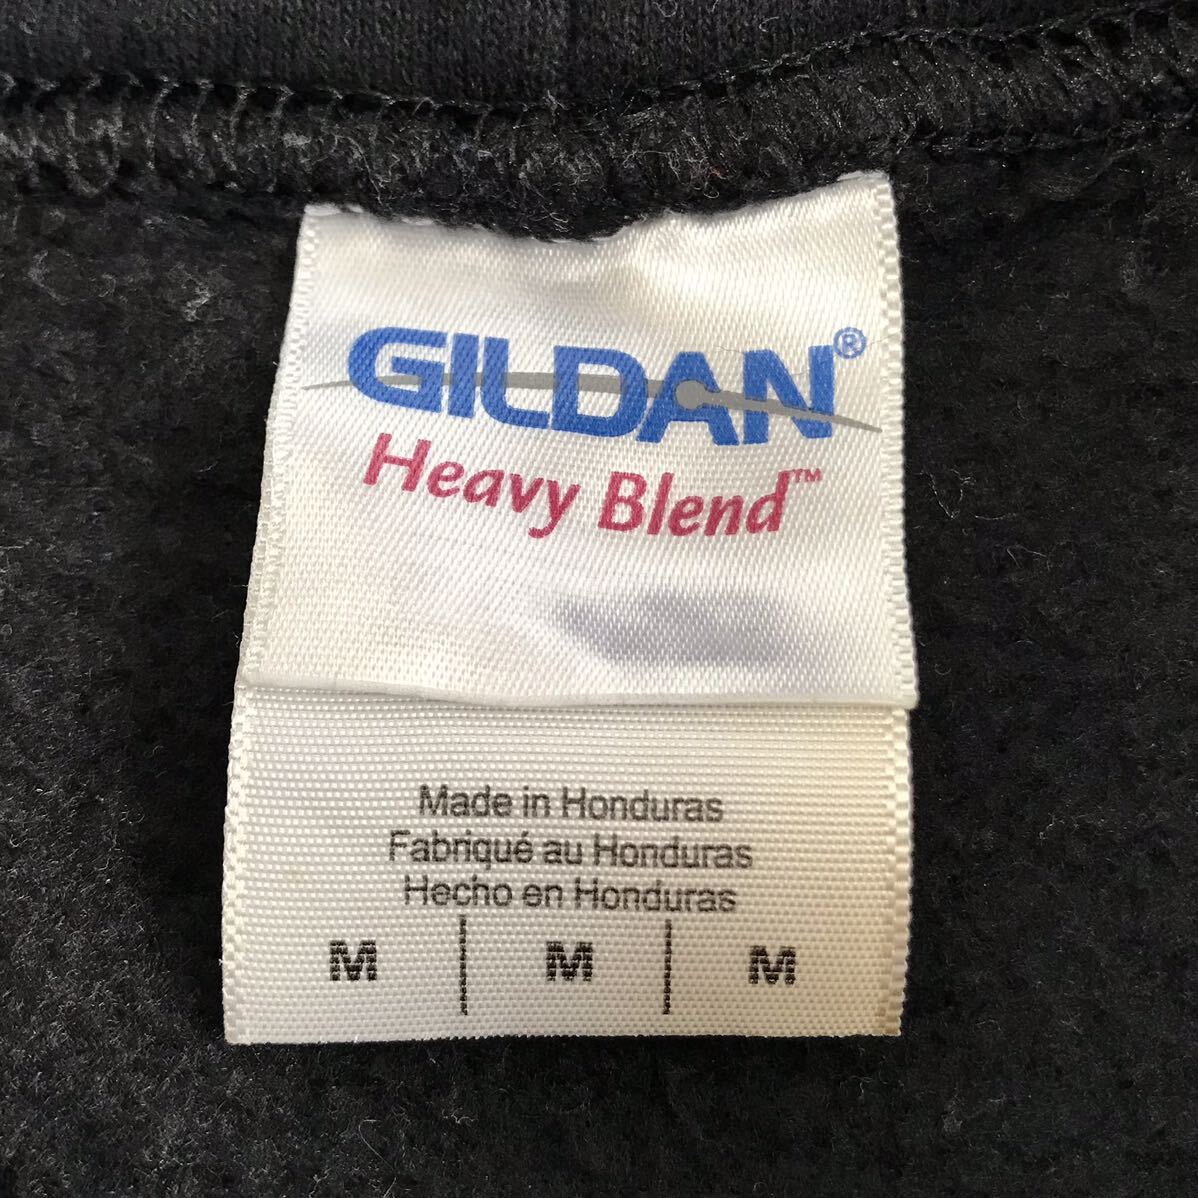 GILDAN®
Heavy Blend™
Made in Honduras
Fabriqué au Honduras
Hecho en Honduras
M | M | M